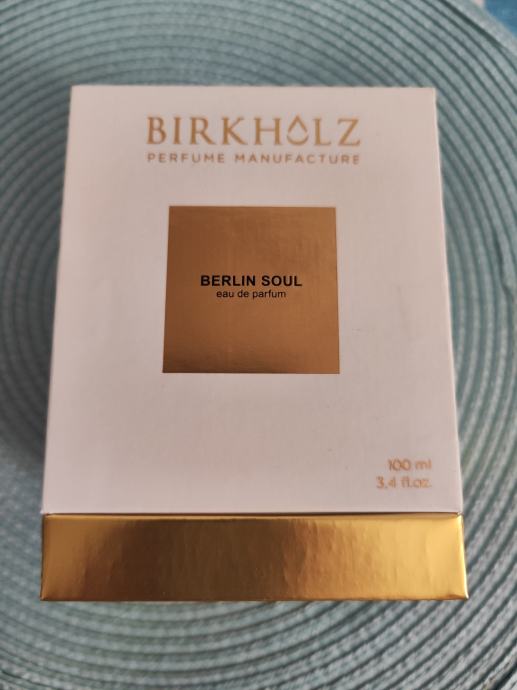 BIRKHOLZ
PERFUME MANUFACTURE
BERLIN SOUL
eau de parfum
100 ml
3.4 fl.oz.